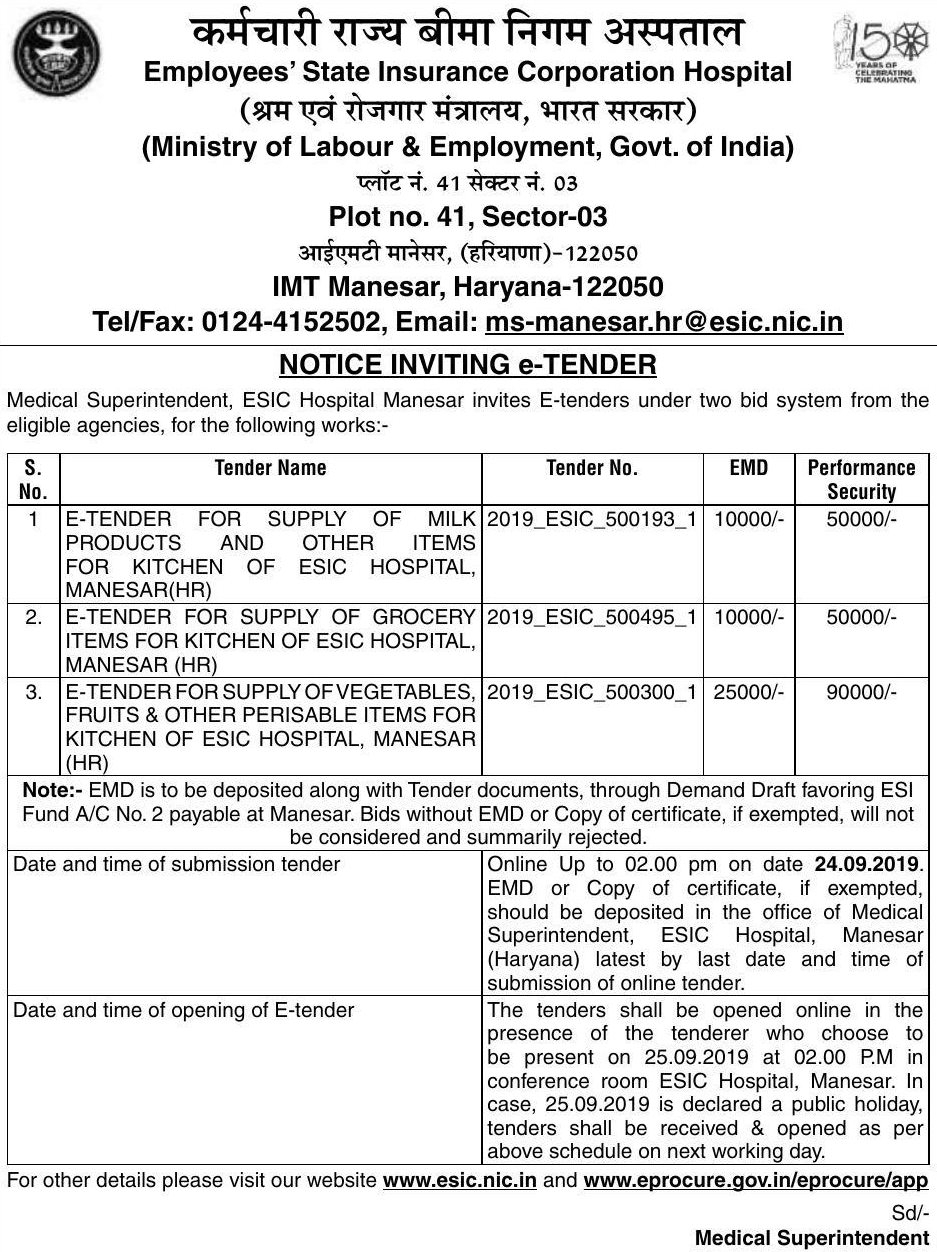 कर्मचारी राज्य बीमा निगम अस्पताल
Employees' State Insurance Corporation Hospital
150
YEARS OF
CELEBRATING
THE MAHATMA
(श्रम एवं रोजगार मंत्रालय, भारत सरकार)
(Ministry of Labour & Employment, Govt. of India)
प्लॉट नं. 41 सेक्टर नं. 03
Plot no. 41, Sector-03
आईएमटी मानेसर, (हरियाणा)-122050
IMT Manesar, Haryana-122050
Tel/Fax: 0124-4152502, Email: ms-manesar.hr@esic.nic.in
NOTICE INVITING e-TENDER
Medical Superintendent, ESIC Hospital Manesar invites E-tenders under two bid system from the
eligible agencies, for the following works:-
S. No. Tender Name Tender No. EMD Performance Security
1 E-TENDER FOR SUPPLY OF MILK 2019_ESIC_500193_1 10000/- 50000/-
PRODUCTS AND OTHER ITEMS
FOR KITCHEN OF ESIC HOSPITAL,
MANESAR(HR)
2. E-TENDER FOR SUPPLY OF GROCERY 2019_ESIC_500495_1 10000/- 50000/-
ITEMS FOR KITCHEN OF ESIC HOSPITAL,
MANESAR (HR)
3. E-TENDER FOR SUPPLY OF VEGETABLES, 2019_ESIC_500300_1 25000/- 90000/-
FRUITS & OTHER PERISABLE ITEMS FOR
KITCHEN OF ESIC HOSPITAL, MANESAR
(HR)
Note:- EMD is to be deposited along with Tender documents, through Demand Draft favoring ESI
Fund A/C No. 2 payable at Manesar. Bids without EMD or Copy of certificate, if exempted, will not
be considered and summarily rejected.
Date and time of submission tender
Online Up to 02.00 pm on date 24.09.2019.
EMD or Copy of certificate, if exempted,
should be deposited in the office of Medical
Superintendent, ESIC Hospital, Manesar
(Haryana) latest by last date and time of
submission of online tender.
Date and time of opening of E-tender
The tenders shall be opened online in the
presence of the tenderer who choose to
be present on 25.09.2019 at 02.00 P.M in
conference room ESIC Hospital, Manesar. In
case, 25.09.2019 is declared a public holiday,
tenders shall be received & opened as per
above schedule on next working day.
For other details please visit our website www.esic.nic.in and www.eprocure.gov.in/eprocure/app
Sd/-
Medical Superintendent